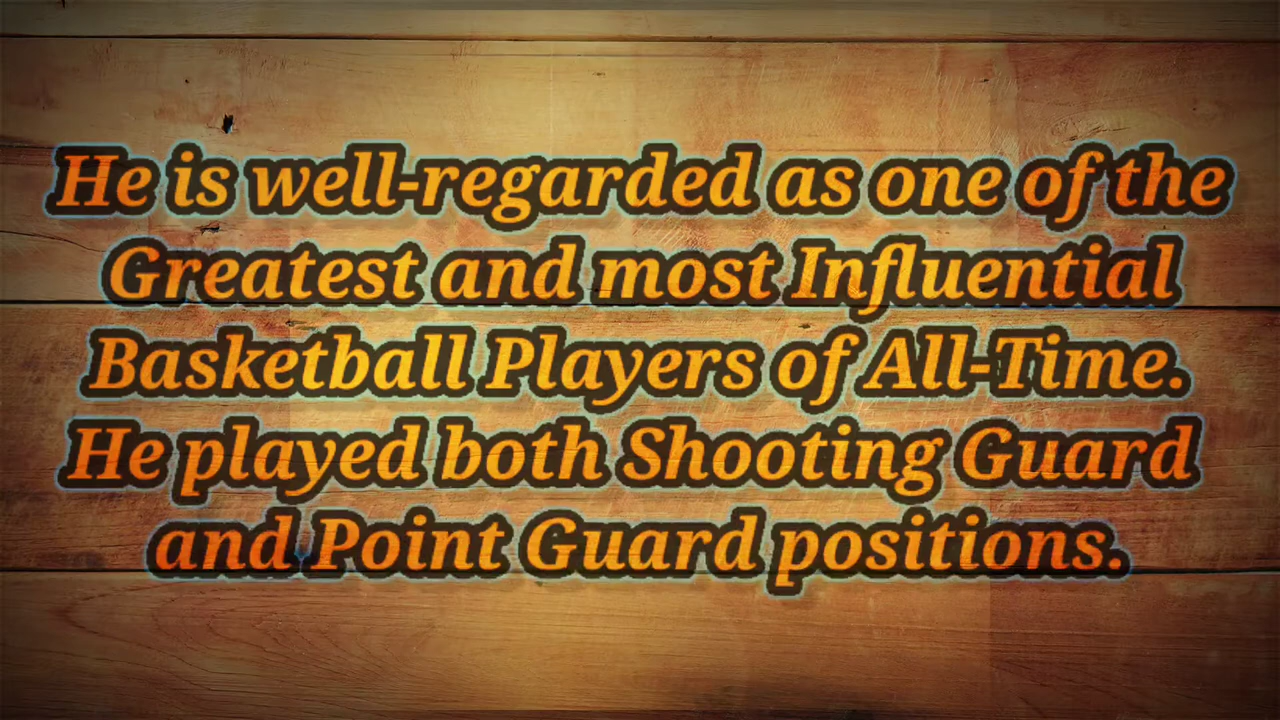 He is well-regarded as one of the
Greatest and most Influential
Basketball Players of All-Time.
He played both Shooting Guard
and Point Guard positions.